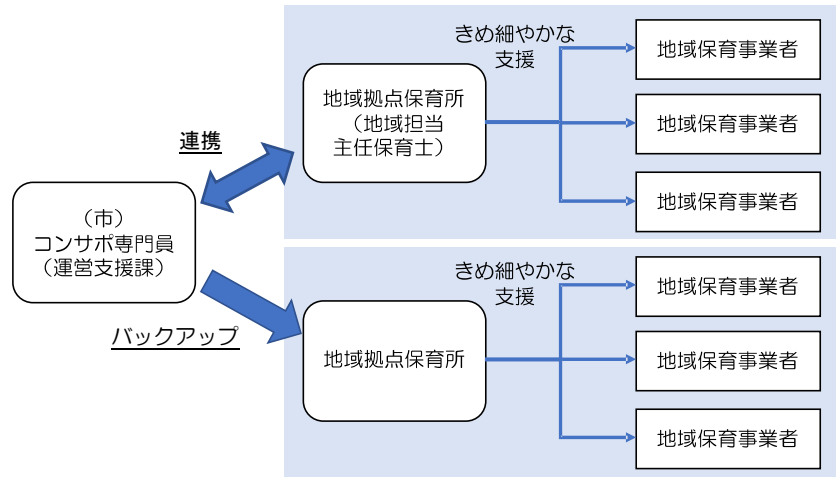 （市）
コンサポ専門員
（運営支援課）
連携
バックアップ
地域拠点保育所
（地域担当
主任保育士）
きめ細やかな
支援
地域保育事業者
地域保育事業者
地域保育事業者
地域拠点保育所
きめ細やかな
支援
地域保育事業者
地域保育事業者
地域保育事業者